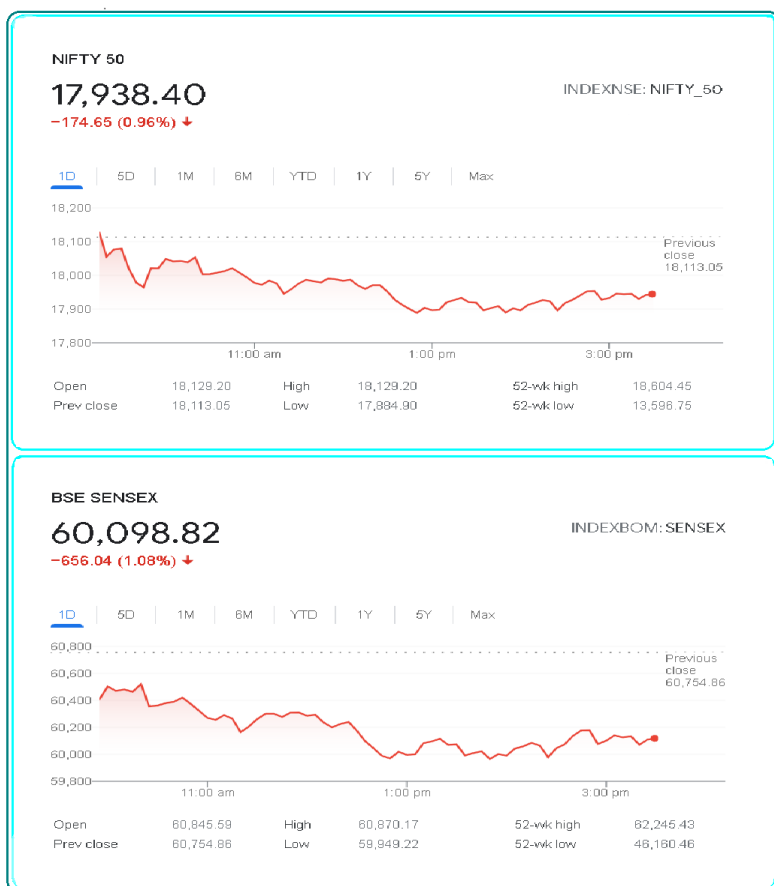 NIFTY 50
17,938.40
INDEXNSE: NIFTY_50
−174.65 (0.96%) ↓
1D 5D 1M 6M YTD 1Y 5Y Max
18,200
18,100
Previous
close
18,113.05
18,000
17,900
17,800
11:00 am 1:00 pm 3:00 pm
Open 18,129.20 High 18,129.20 52-wk high 18,604.45
Prev close 18,113.05 Low 17,884.90 52-wk low 13,596.75
BSE SENSEX
60,098.82
INDEXBOM: SENSEX
−656.04 (1.08%) ↓
1D 5D 1M 6M YTD 1Y 5Y Max
60,800
Previous
close
60,754.86
60,600
60,400
60,200
60,000
59,800
11:00 am 1:00 pm 3:00 pm
Open 60,845.59 High 60,870.17 52-wk high 62,245.43
Prev close 60,754.86 Low 59,949.22 52-wk low 46,160.46